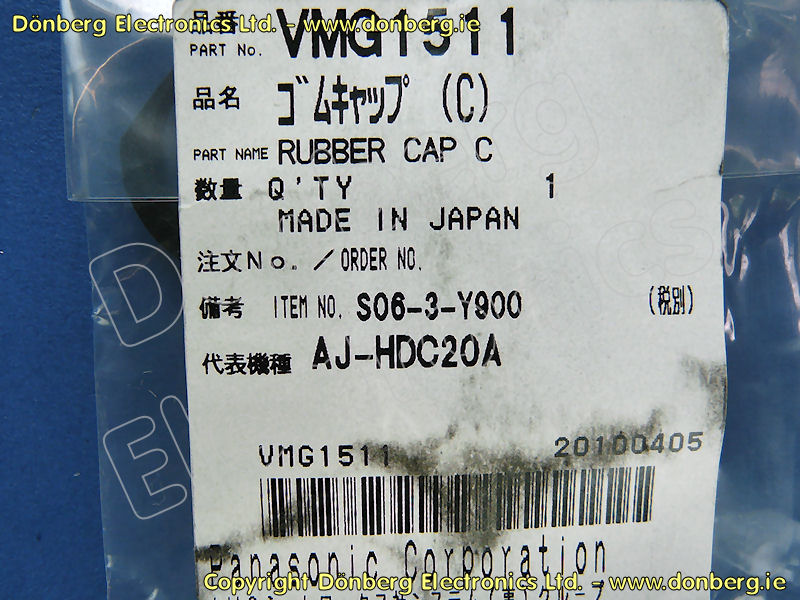 Dönberg Electronics Ltd. - www.donberg.ie
品番
PART No. VMG1511
品名 ゴムキャップ (C)
PART NAME RUBBER CAP C
数量 Q'TY 1
MADE IN JAPAN
注文No./ORDER NO.
備考 ITEM NO. S06-3-Y900 (税別)
代表機種 AJ-HDC20A
VMG1511 20100405
Panasonic Corporation
Copyright Dönberg Electronics Ltd. - www.donberg.ie
Dönberg
Electronics